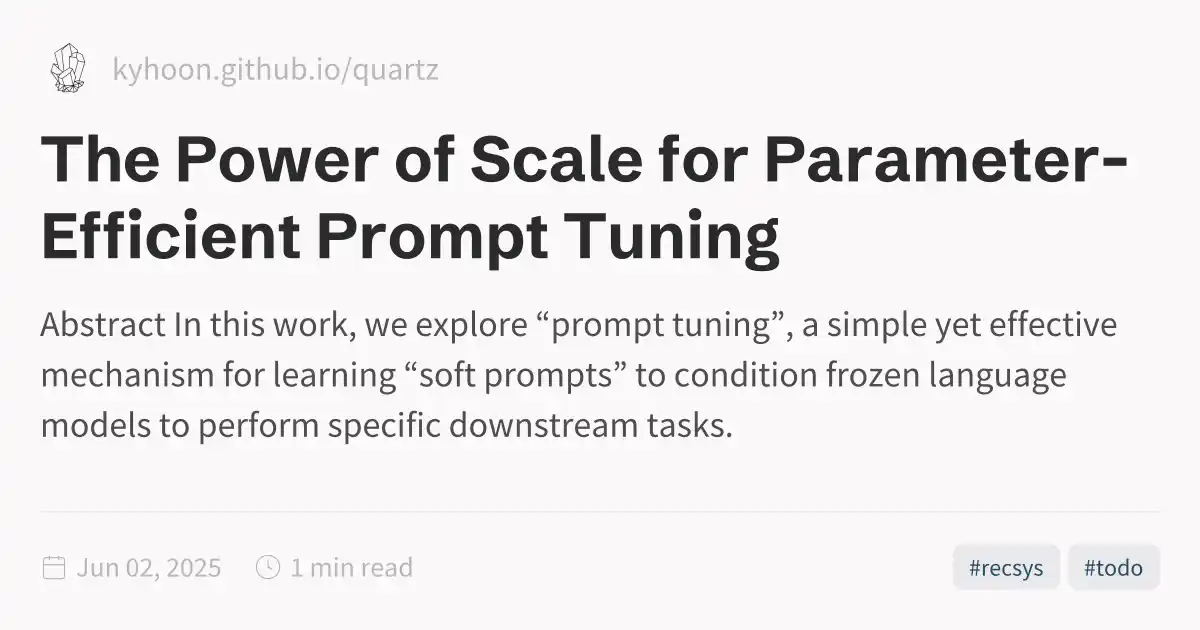 kyhoon.github.io/quartz
The Power of Scale for Parameter-
Efficient Prompt Tuning
Abstract In this work, we explore “prompt tuning”, a simple yet effective
mechanism for learning “soft prompts” to condition frozen language
models to perform specific downstream tasks.
Jun 02, 2025 1 min read #recsys #todo